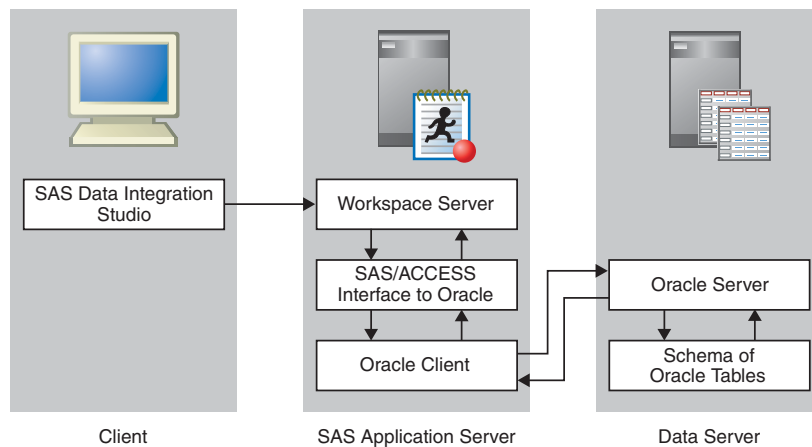 SAS Data Integration
Studio
Workspace Server
SAS/ACCESS
Interface to Oracle
Oracle Client
Oracle Server
Schema of
Oracle Tables
Client
SAS Application Server
Data Server